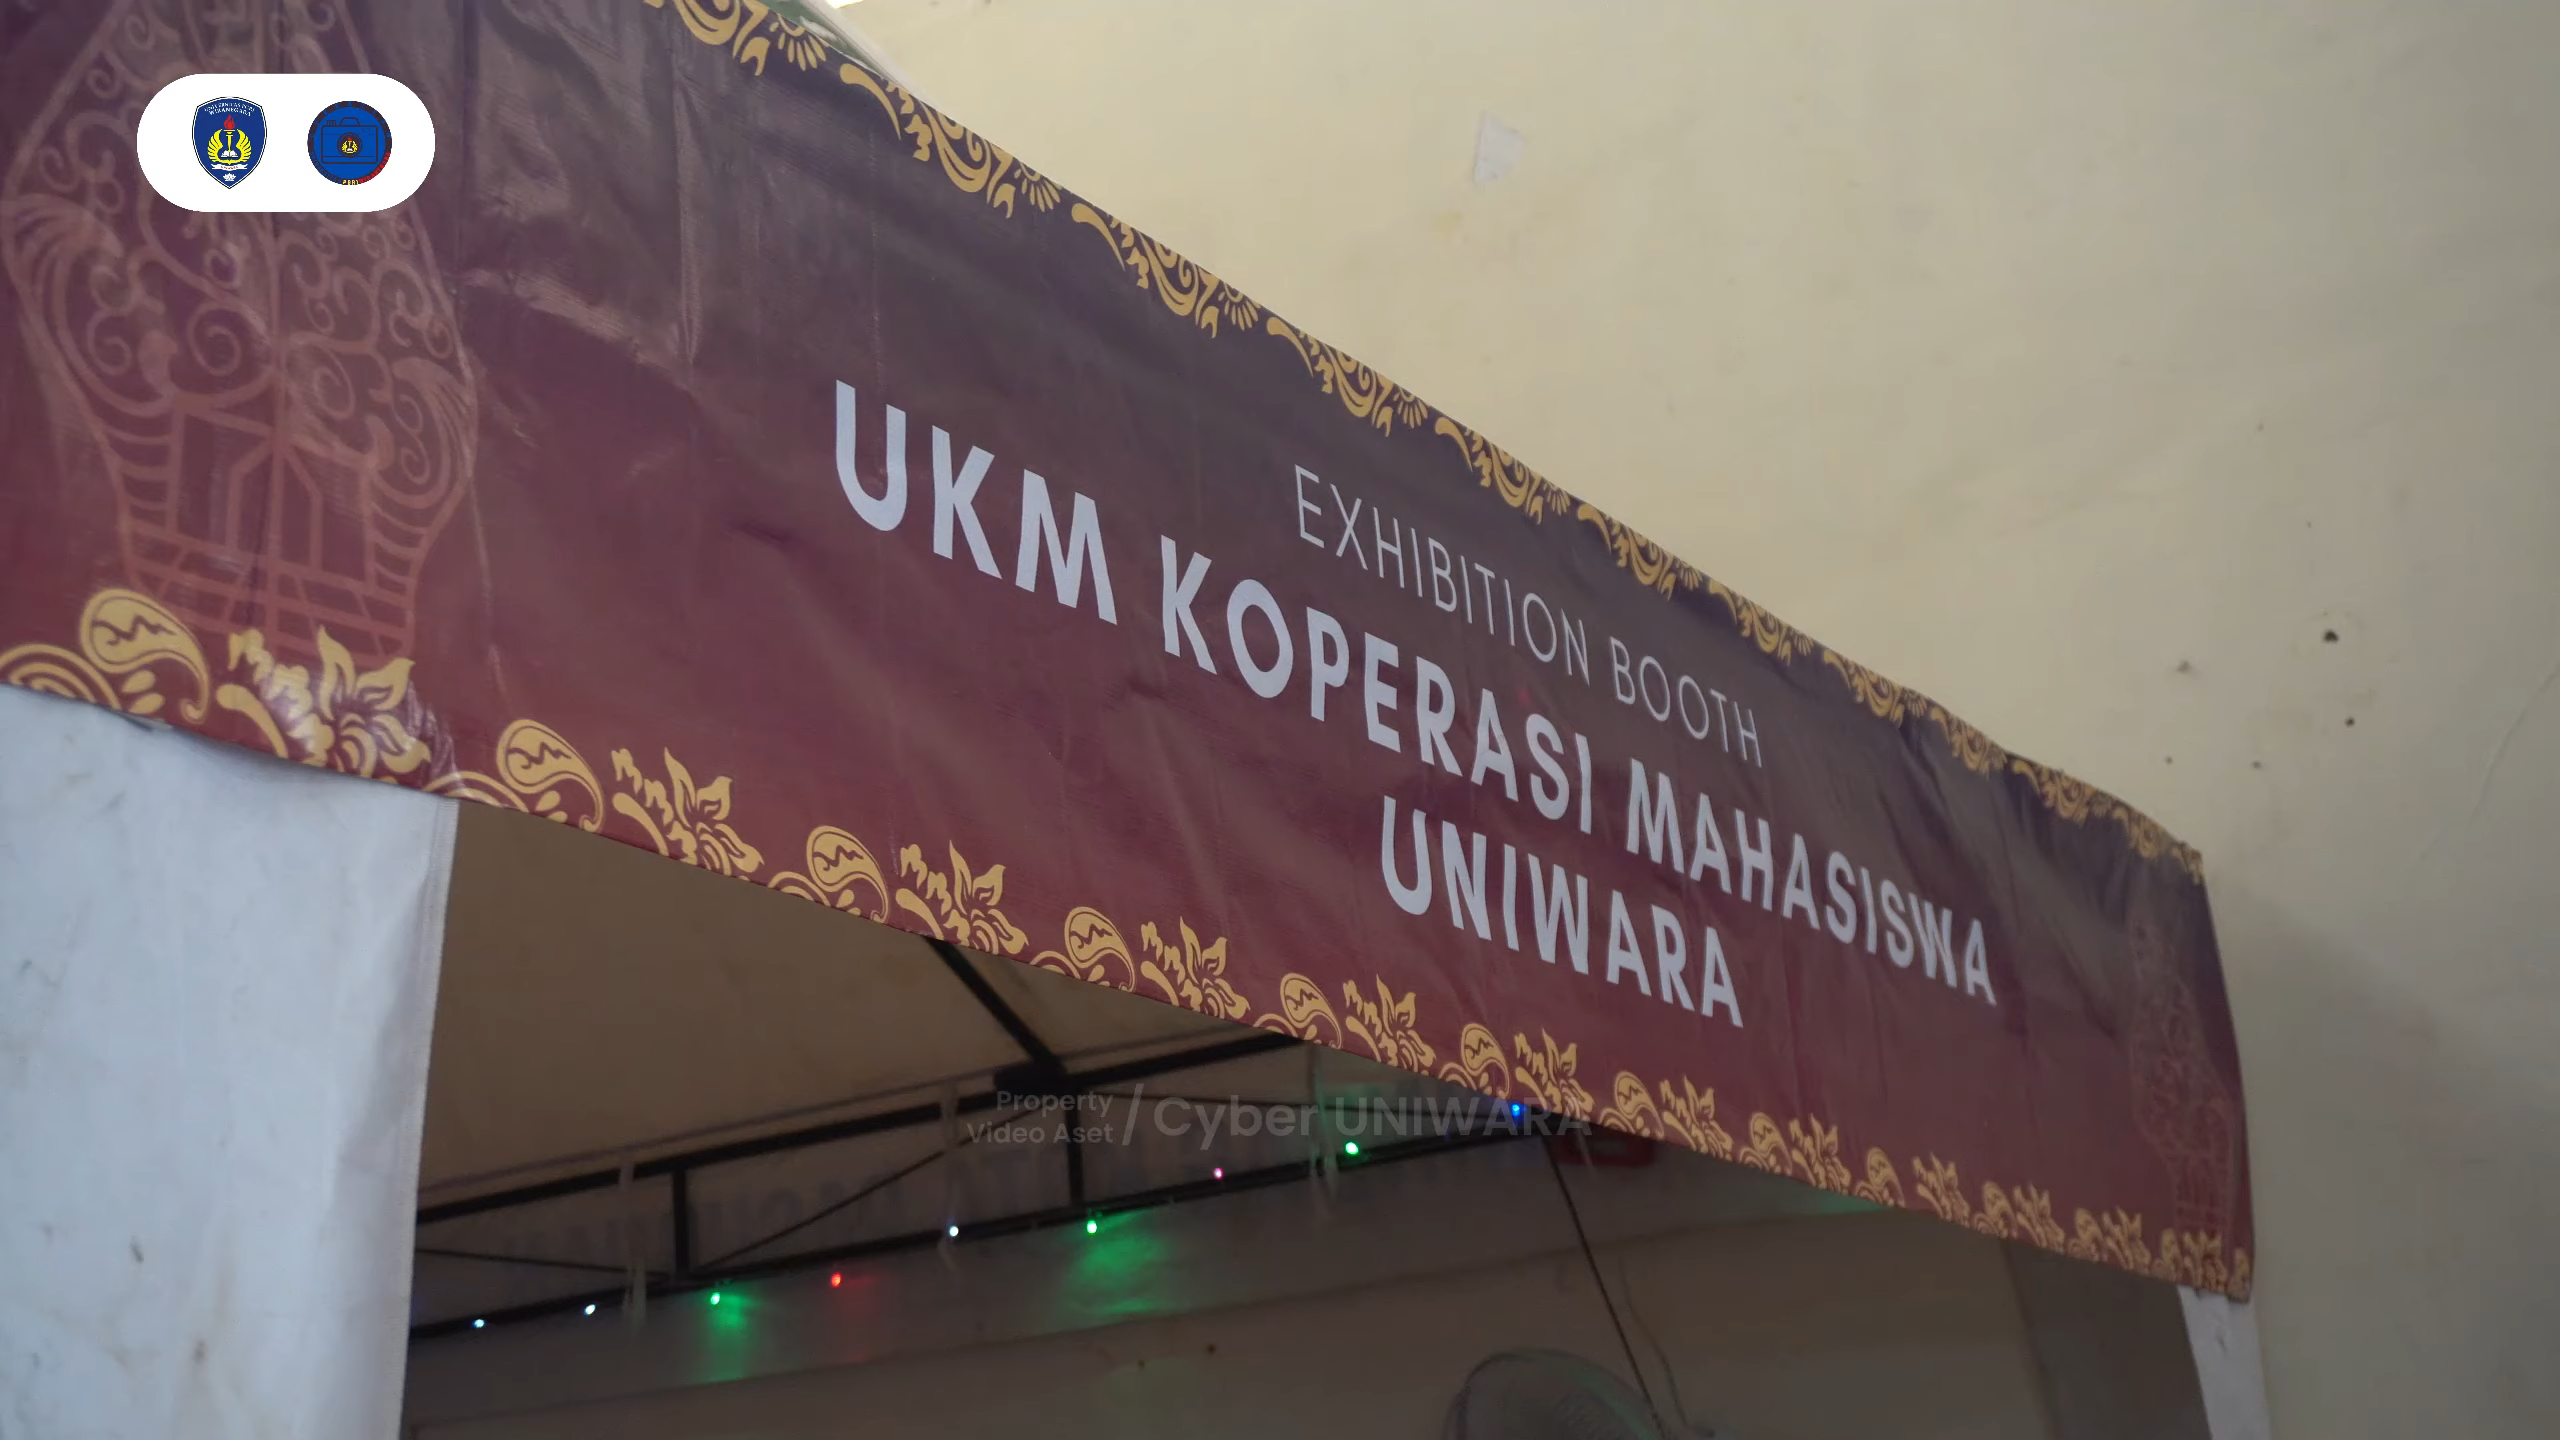 EXHIBITION BOOTH
UKM KOPERASI MAHASISWA
UNIWARA
Property
Video Aset
Cyber UNIWARA